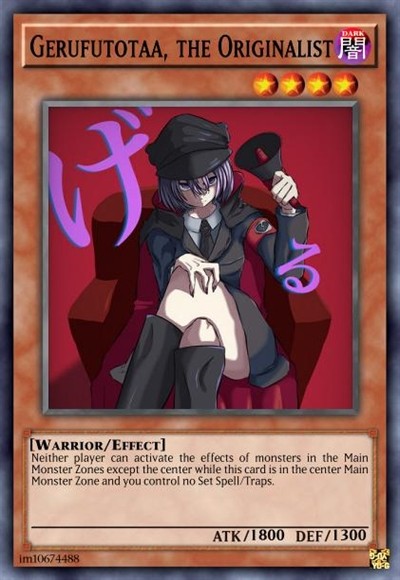 GERUFUTOTAA, THE ORIGINALIST
DARK
闇
げ
る
[WARRIOR/EFFECT]
Neither player can activate the effects of monsters in the Main
Monster Zones except the center while this card is in the center Main
Monster Zone and you control no Set Spell/Traps.
ATK/1800 DEF/1300
im10674488